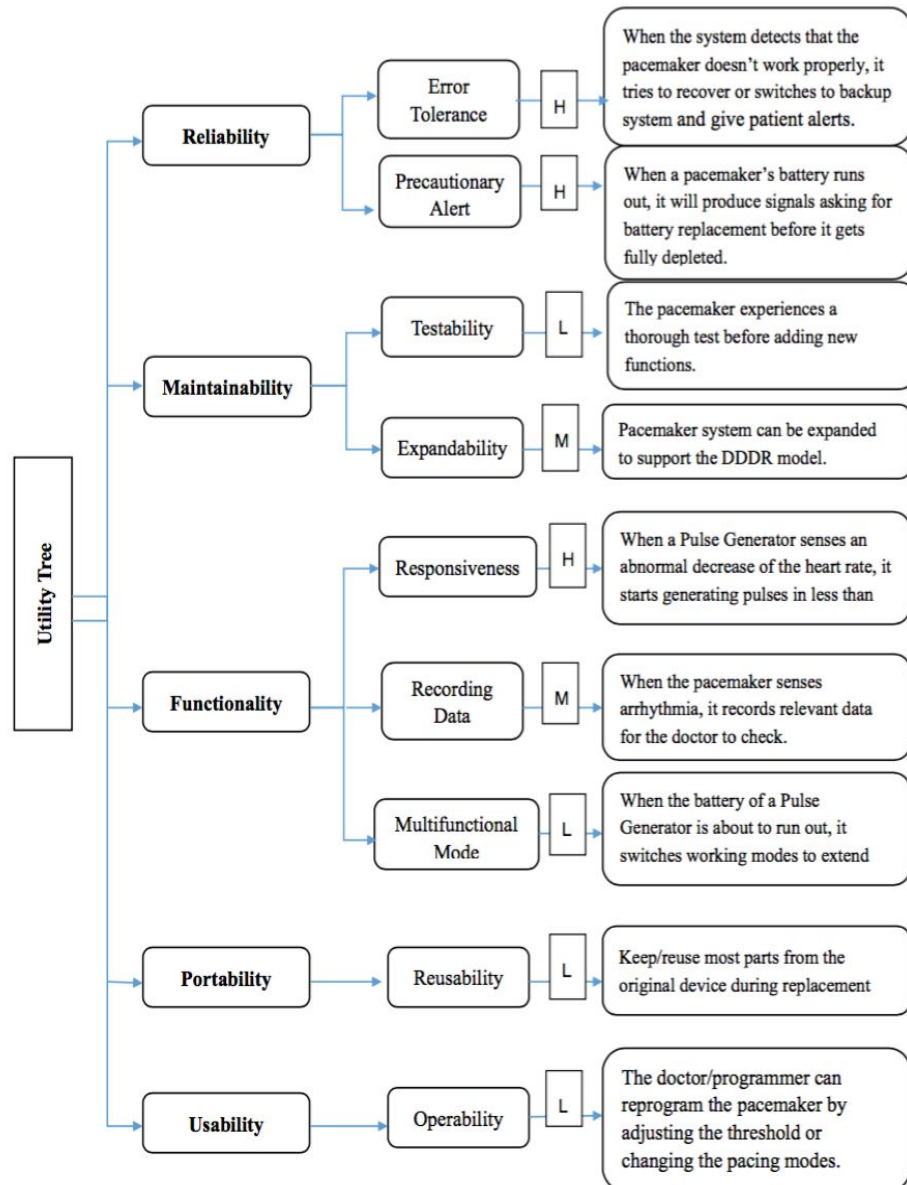 Utility Tree
Reliability
Error
Tolerance
H
When the system detects that the
pacemaker doesn’t work properly, it
tries to recover or switches to backup
system and give patient alerts.
Precautionary
Alert
H
When a pacemaker’s battery runs
out, it will produce signals asking for
battery replacement before it gets
fully depleted.
Maintainability
Testability
L
The pacemaker experiences a
thorough test before adding new
functions.
Expandability
M
Pacemaker system can be expanded
to support the DDDR model.
Functionality
Responsiveness
H
When a Pulse Generator senses an
abnormal decrease of the heart rate, it
starts generating pulses in less than
Recording
Data
M
When the pacemaker senses
arrhythmia, it records relevant data
for the doctor to check.
Multifunctional
Mode
L
When the battery of a Pulse
Generator is about to run out, it
switches working modes to extend
Portability
Reusability
L
Keep/reuse most parts from the
original device during replacement
Usability
Operability
L
The doctor/programmer can
reprogram the pacemaker by
adjusting the threshold or
changing the pacing modes.